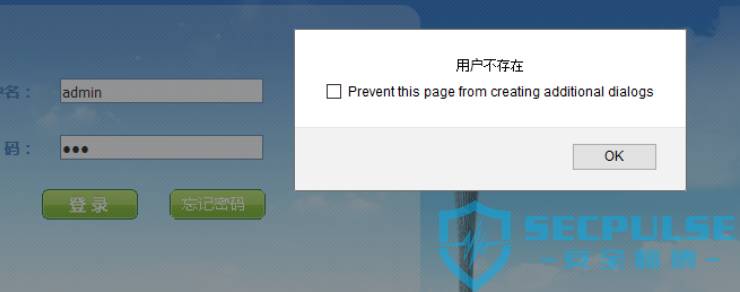 用户不存在
Prevent this page from creating additional dialogs
OK
户名：
admin
码：
登录
忘记密码
SECPULSE
安全脉搏